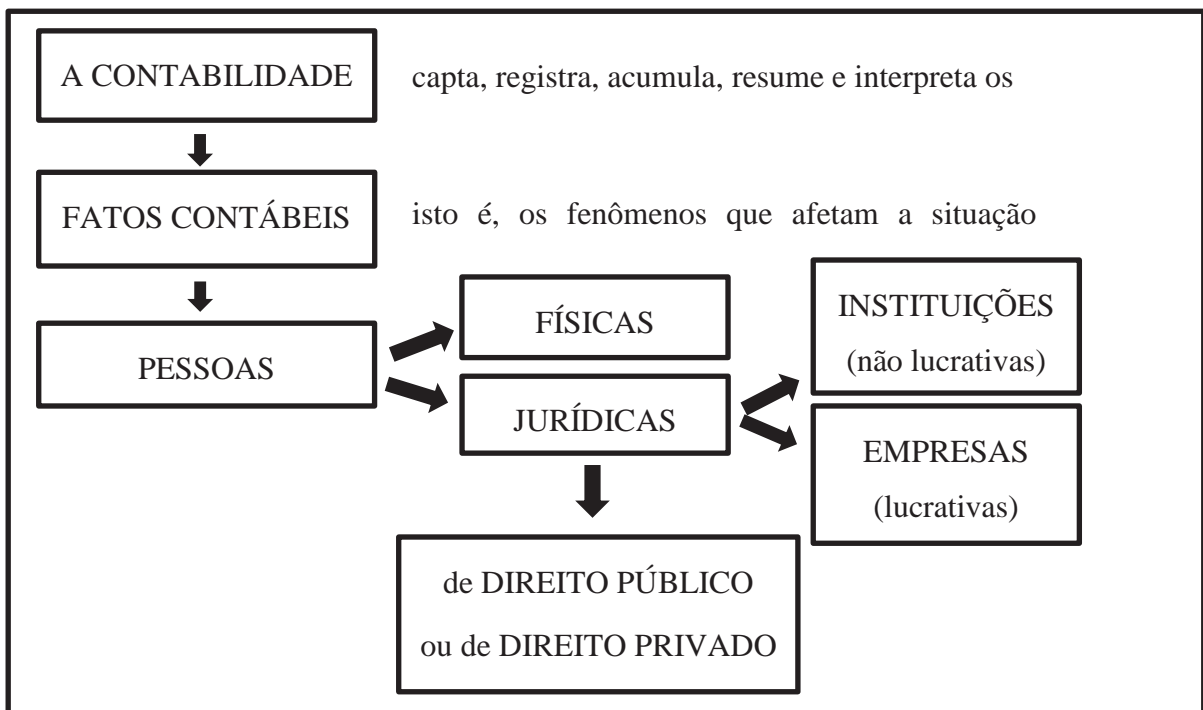 A CONTABILIDADE
capta, registra, acumula, resume e interpreta os
FATOS CONTÁBEIS
isto é, os fenômenos que afetam a situação
PESSOAS
FÍSICAS
JURÍDICAS
INSTITUIÇÕES
(não lucrativas)
EMPRESAS
(lucrativas)
de DIREITO PÚBLICO
ou de DIREITO PRIVADO